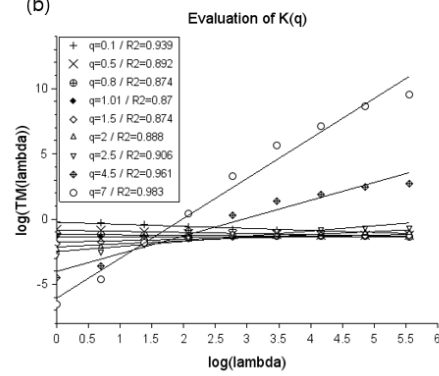 (b)
Evaluation of K(q)
q=0.1 / R2=0.939
q=0.5 / R2=0.892
q=0.8 / R2=0.874
q=1.01 / R2=0.87
q=1.5 / R2=0.874
q=2 / R2=0.888
q=2.5 / R2=0.906
q=4.5 / R2=0.961
q=7 / R2=0.983
log(TM(lambda))
10
5
0
-5
0 0.5 1 1.5 2 2.5 3 3.5 4 4.5 5 5.5 6
log(lambda)